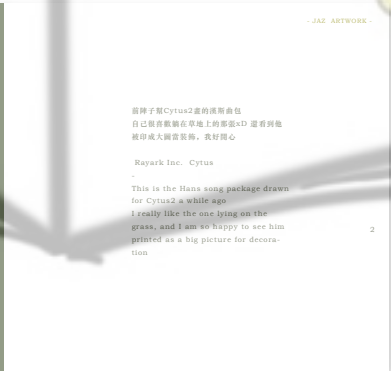 - JAZ ARTWORK -
前陣子幫Cytus2畫的漢斯曲包
自己很喜歡躺在草地上的那張xD 還看到他
被印成大圖當裝飾。我好開心
Rayark Inc. Cytus
-
This is the Hans song package drawn
for Cytus2 a while ago
I really like the one lying on the
grass, and I am so happy to see him
printed as a big picture for decora-
tion
2